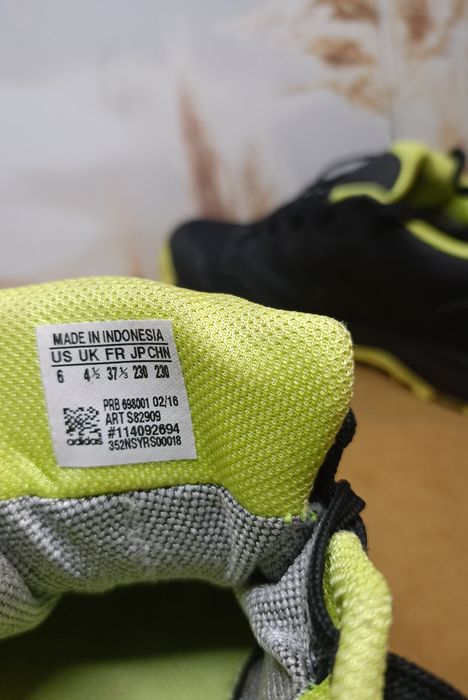 MADE IN INDONESIA
US UK FR JP CHN
6 4½ 37⅓ 230 230
PRB 698001 02/16
ART S82909
#114092694
adidas 352NSYRS00018